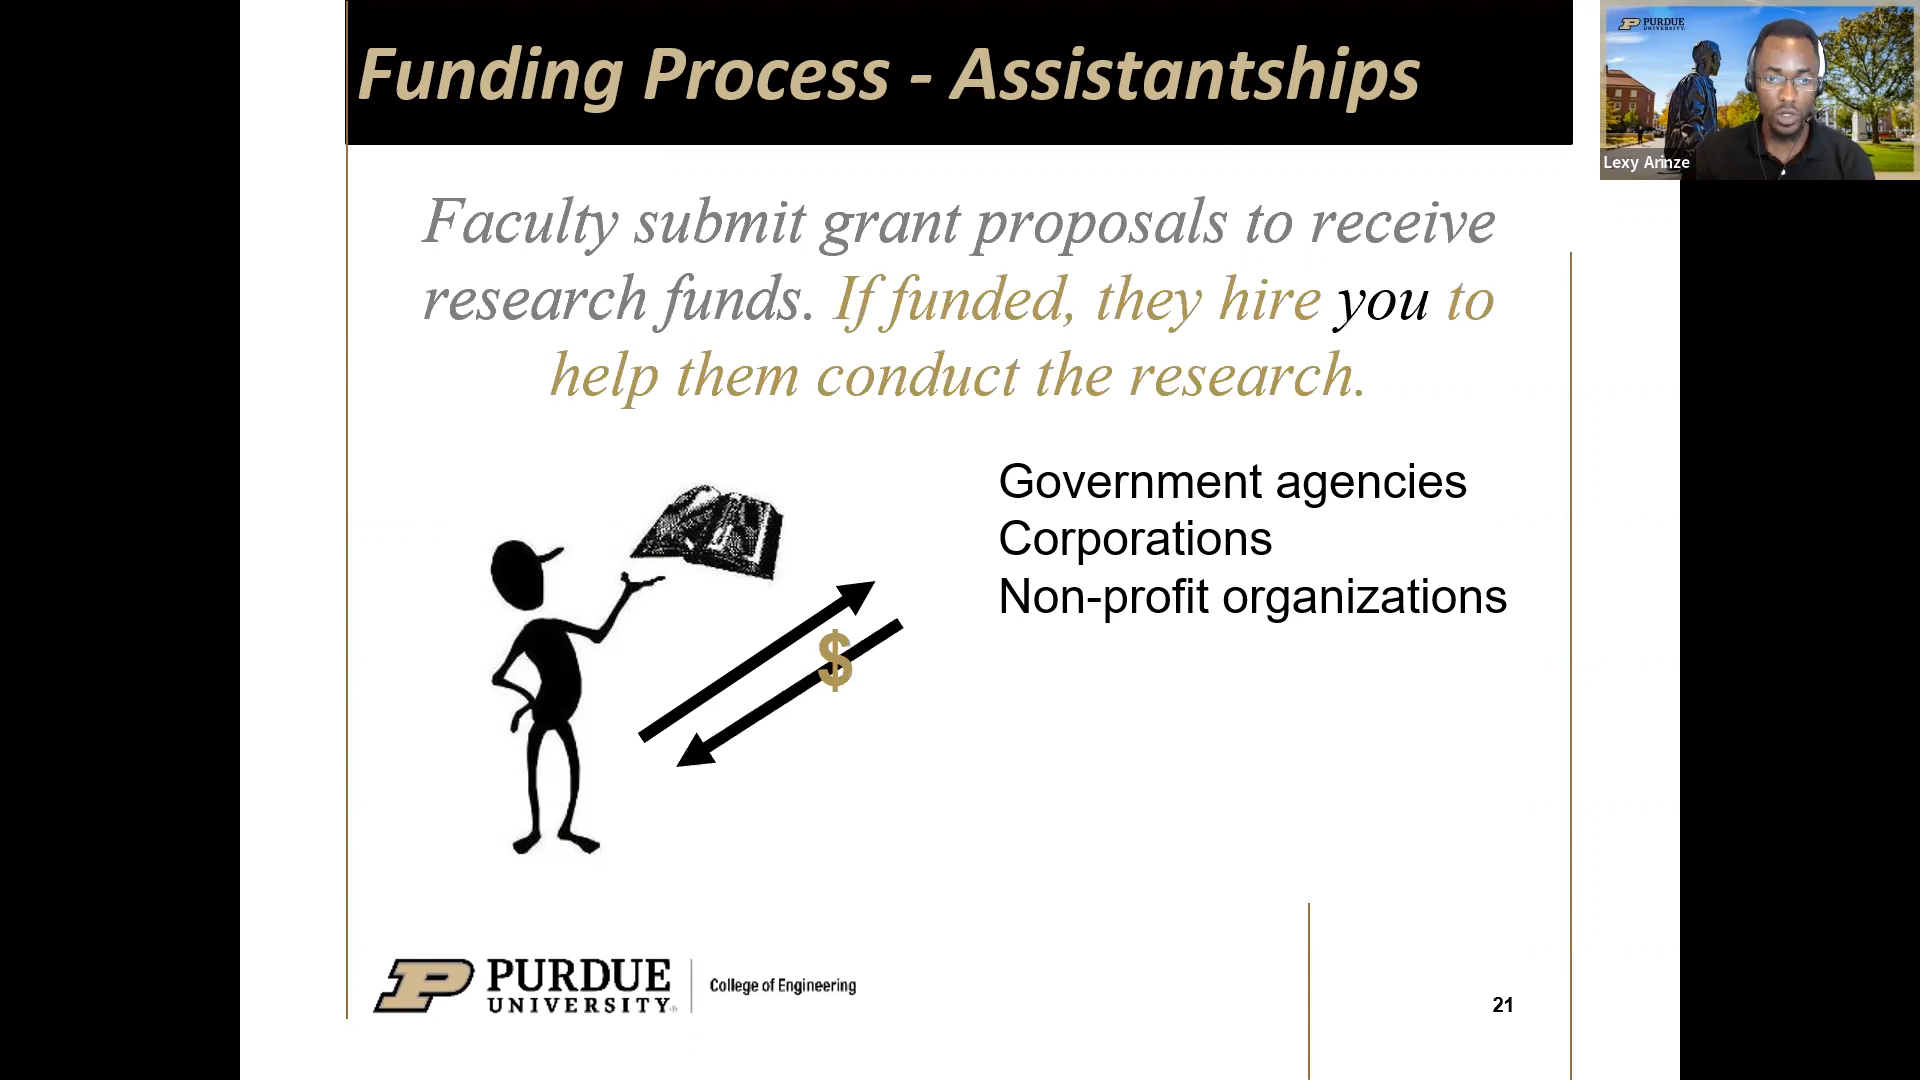 Funding Process - Assistantships
PURDUE
UNIVERSITY
Lexy Arinze
Faculty submit grant proposals to receive
research funds. If funded, they hire you to
help them conduct the research.
Government agencies
Corporations
Non-profit organizations
$
PURDUE
UNIVERSITY®
College of Engineering
21